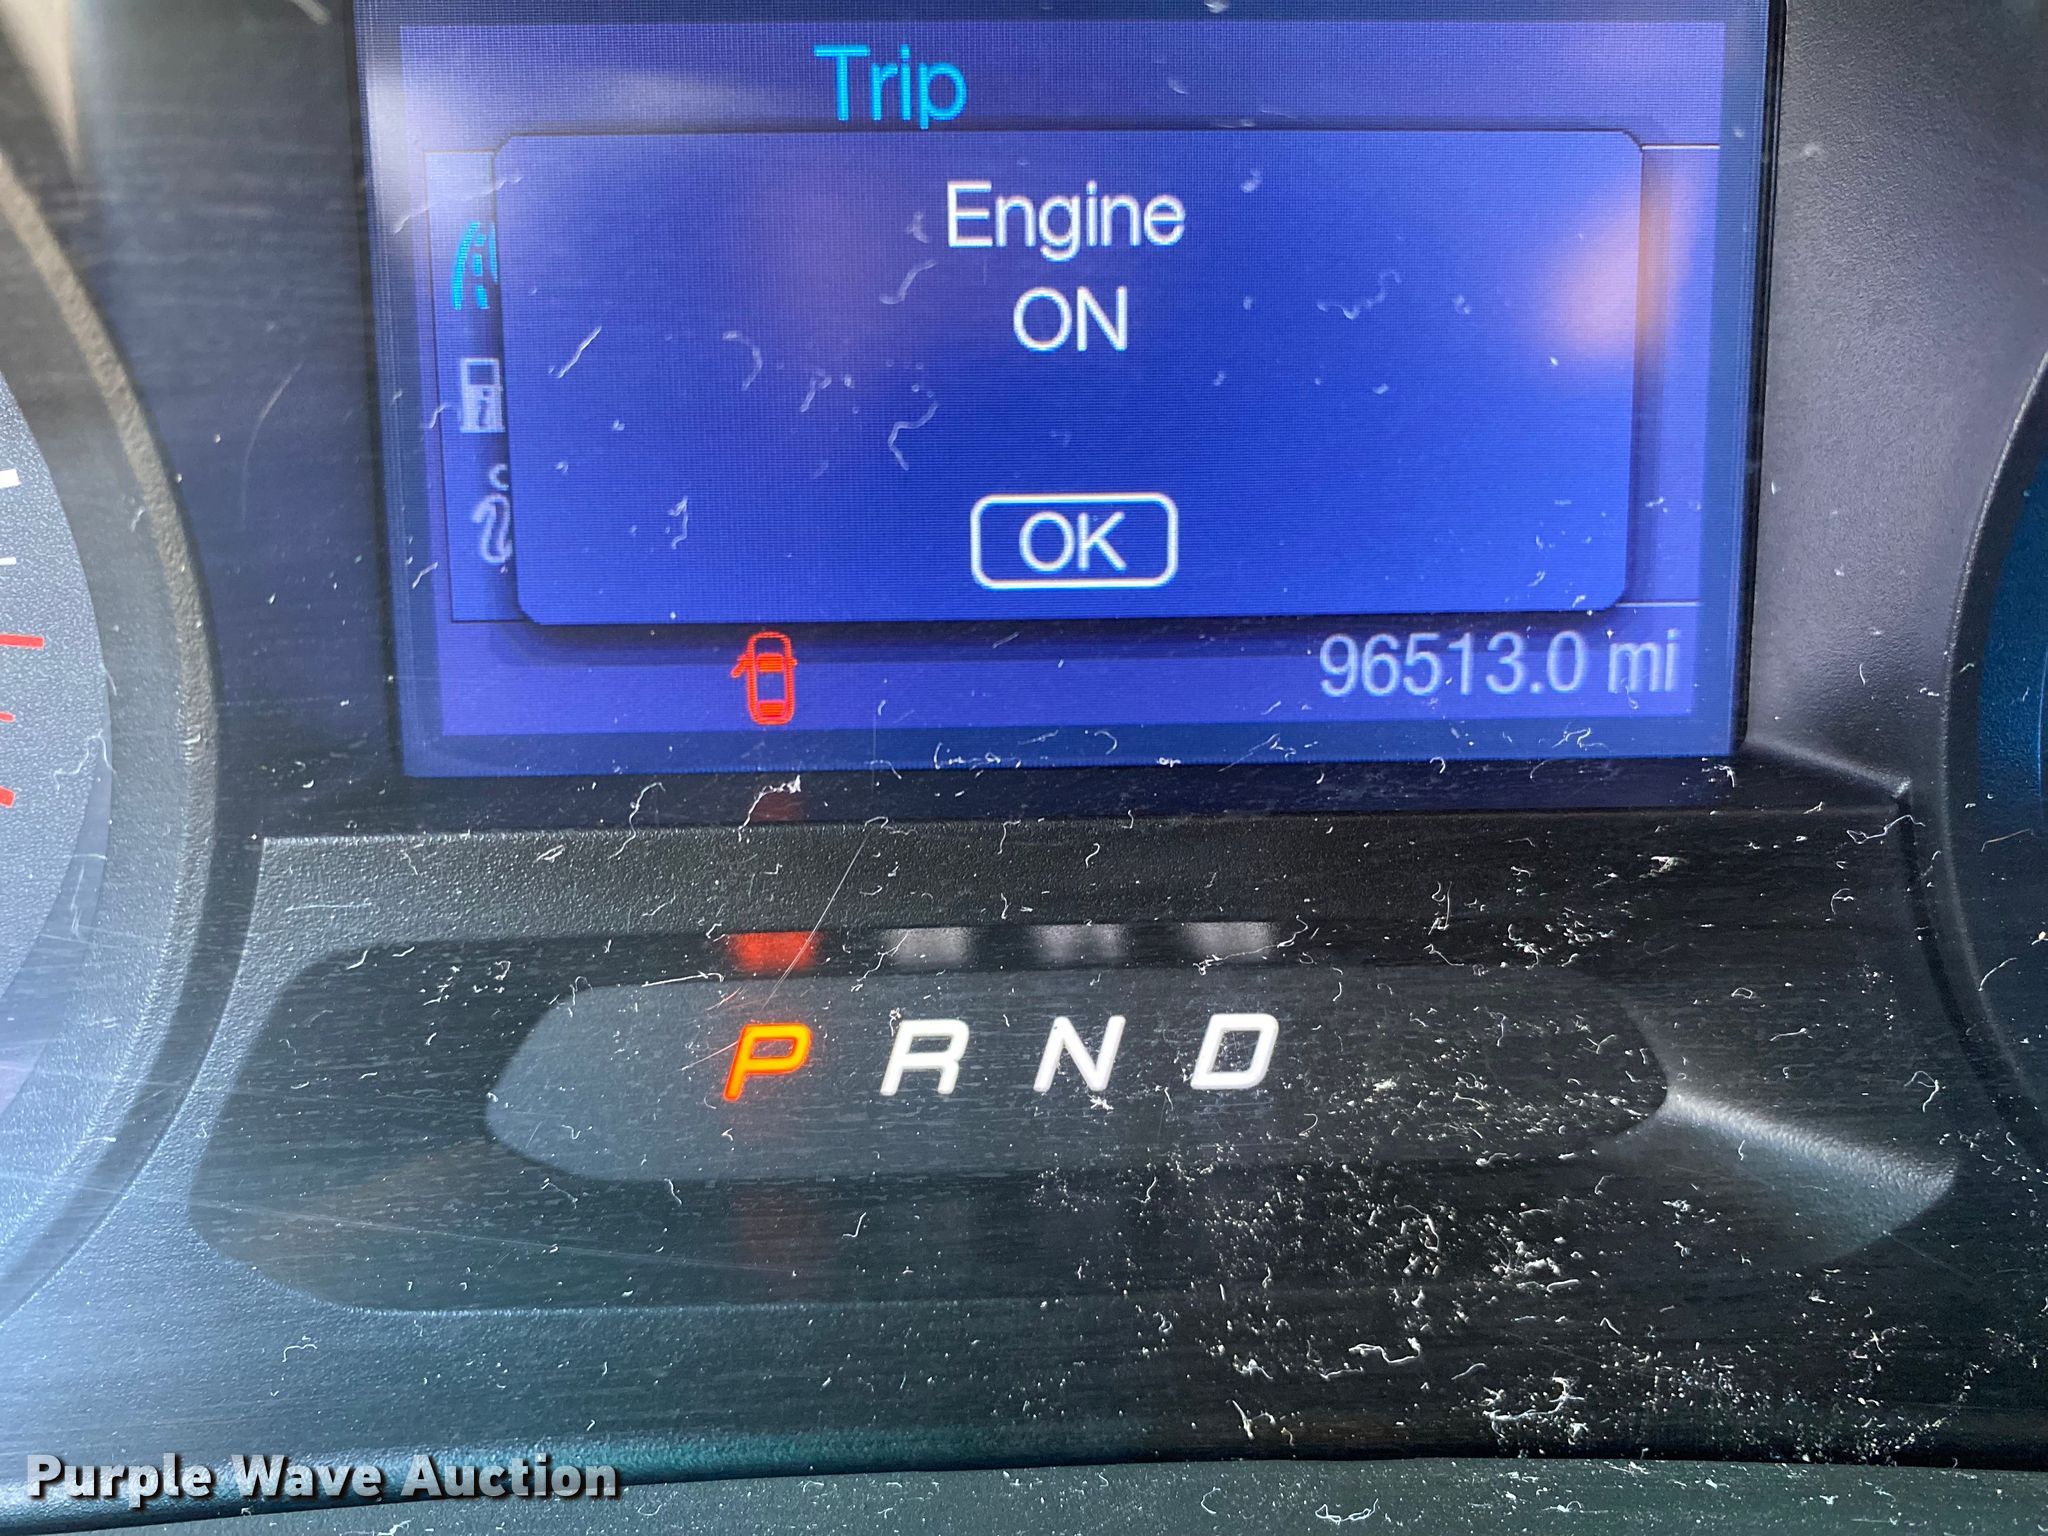 Trip
Engine
ON
OK
96513.0 mi
P R N D
Purple Wave Auction